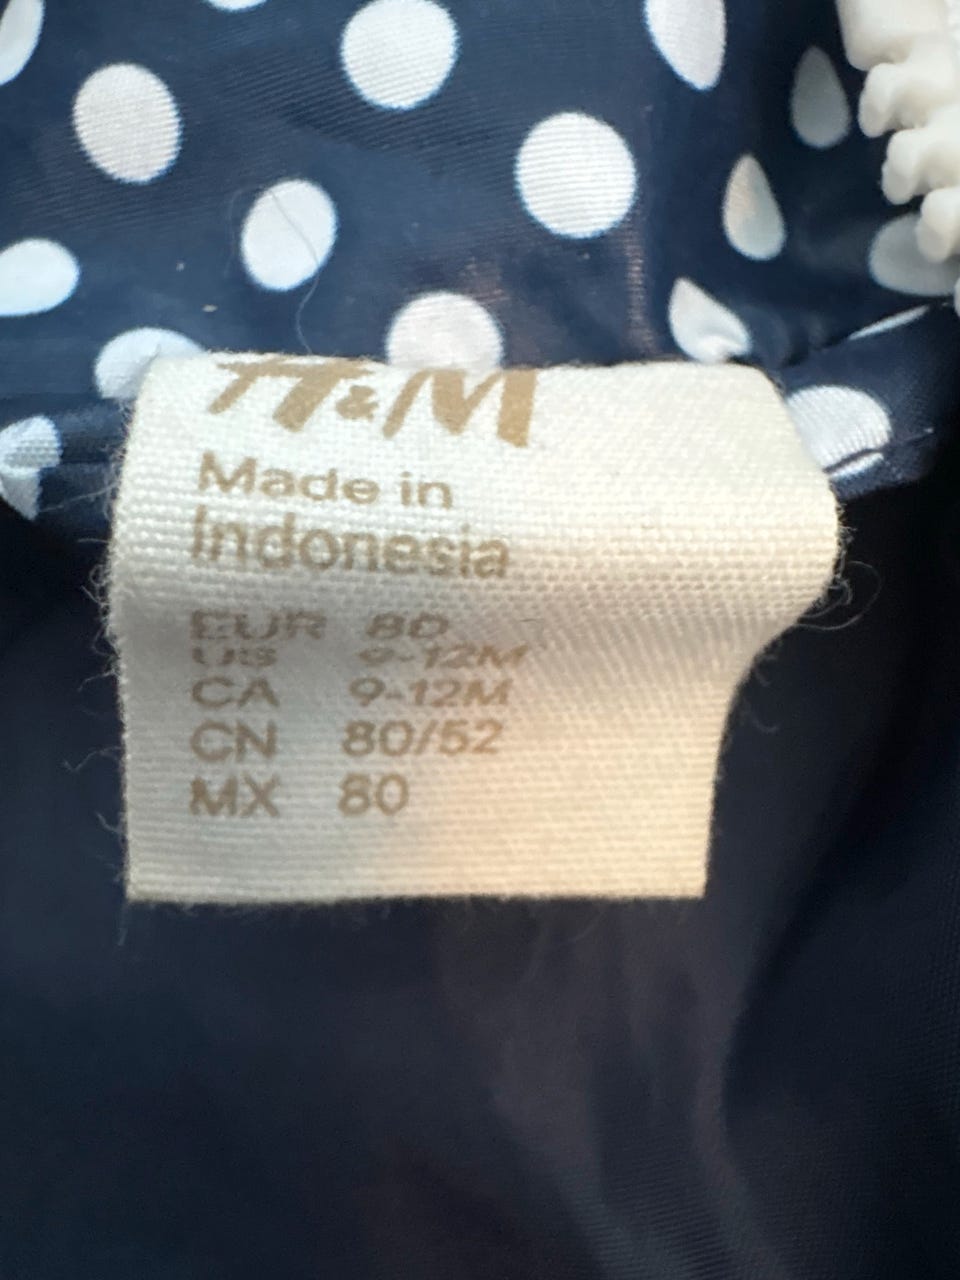 H&M
Made in
Indonesia
EUR 80
US 9-12M
CA 9-12M
CN 80/52
MX 80